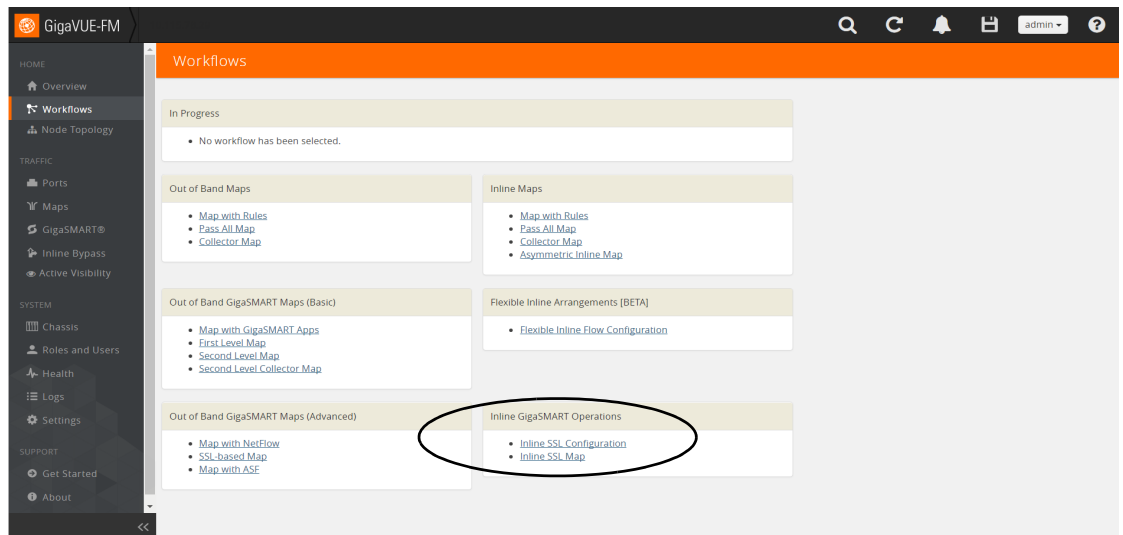 GigaVUE-FM
admin
HOME
Overview
Workflows
Node Topology
TRAFFIC
Ports
Maps
GigaSMART®
Inline Bypass
Active Visibility
SYSTEM
Chassis
Roles and Users
Health
Logs
Settings
SUPPORT
Get Started
About
Workflows
In Progress
No workflow has been selected.
Out of Band Maps
Map with Rules
Pass All Map
Collector Map
Inline Maps
Map with Rules
Pass All Map
Collector Map
Asymmetric Inline Map
Out of Band GigaSMART Maps (Basic)
Map with GigaSMART Apps
First Level Map
Second Level Map
Second Level Collector Map
Flexible Inline Arrangements [BETA]
Flexible Inline Flow Configuration
Out of Band GigaSMART Maps (Advanced)
Map with NetFlow
SSL-based Map
Map with ASF
Inline GigaSMART Operations
Inline SSL Configuration
Inline SSL Map